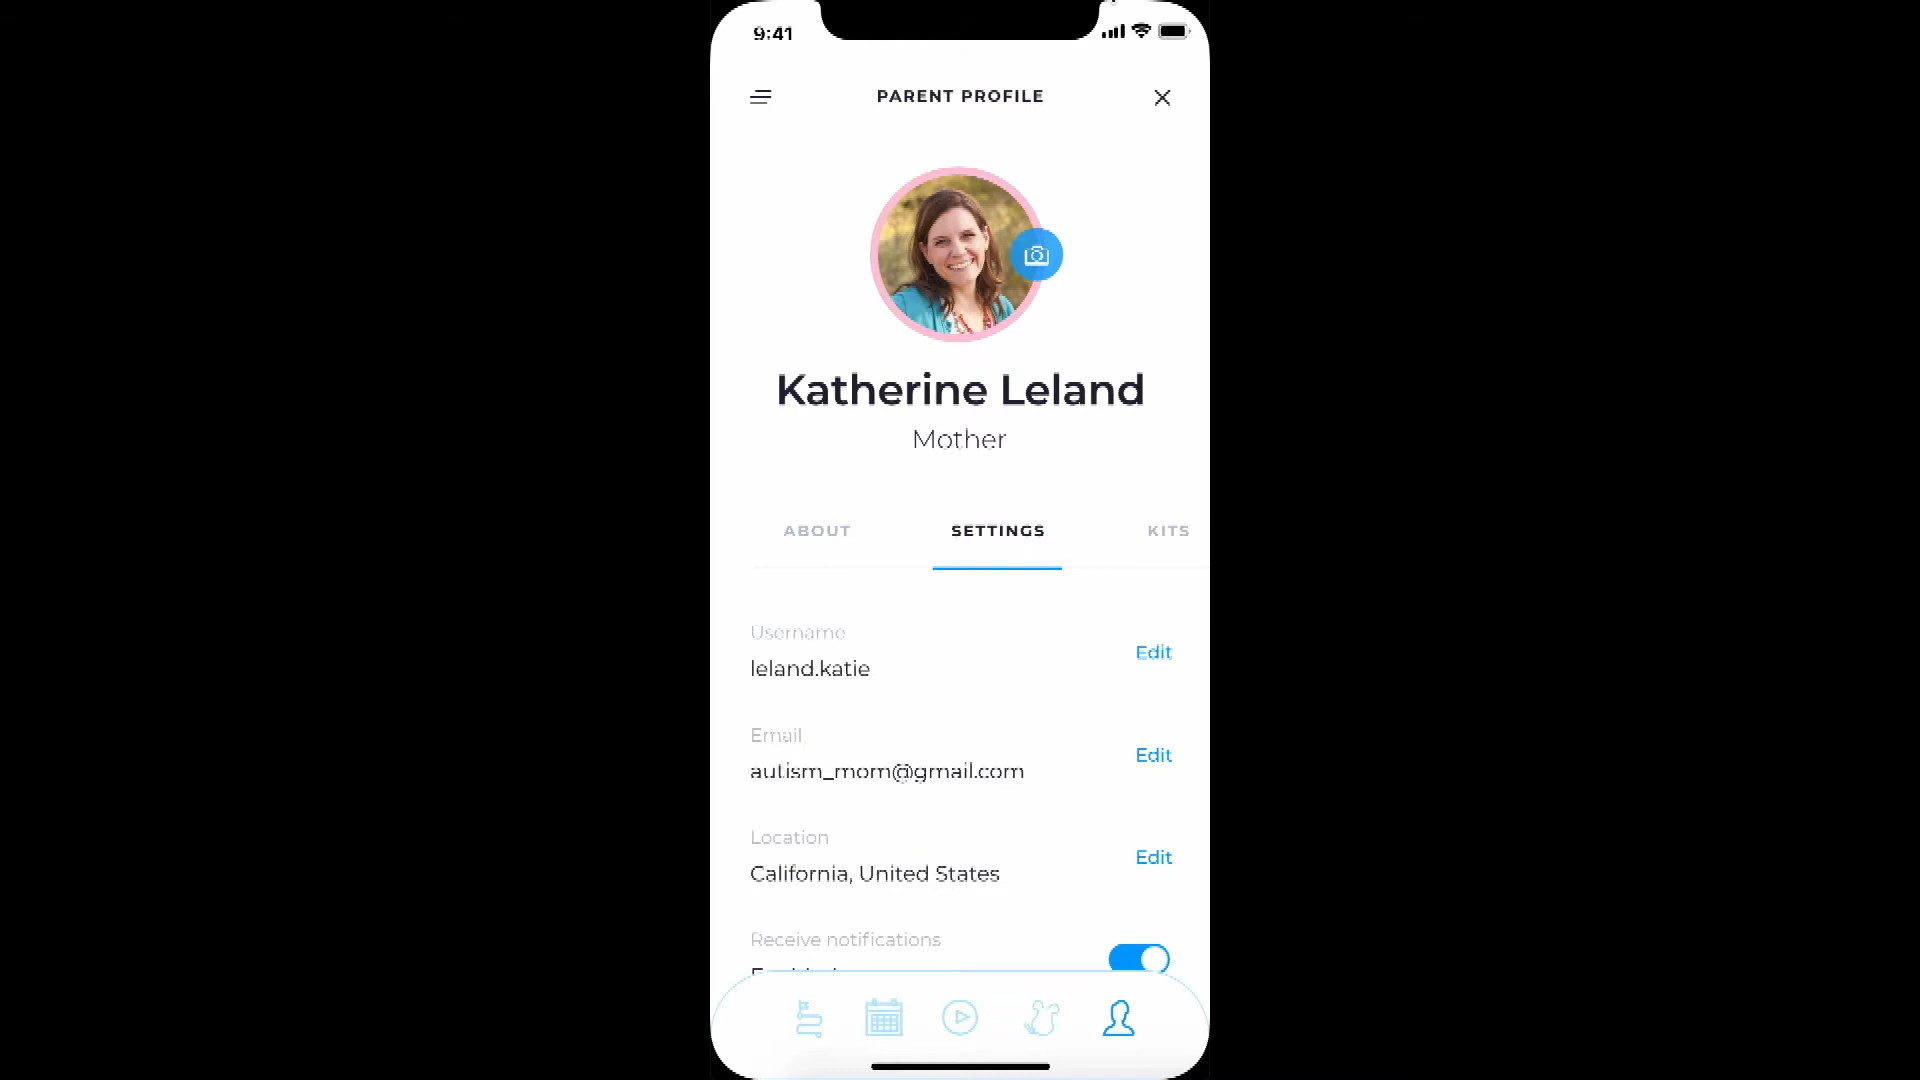 9:41
PARENT PROFILE
Katherine Leland
Mother
ABOUT SETTINGS KITS
Username
leland.katie
Edit
Email
autism_mom@gmail.com
Edit
Location
California, United States
Edit
Receive notifications